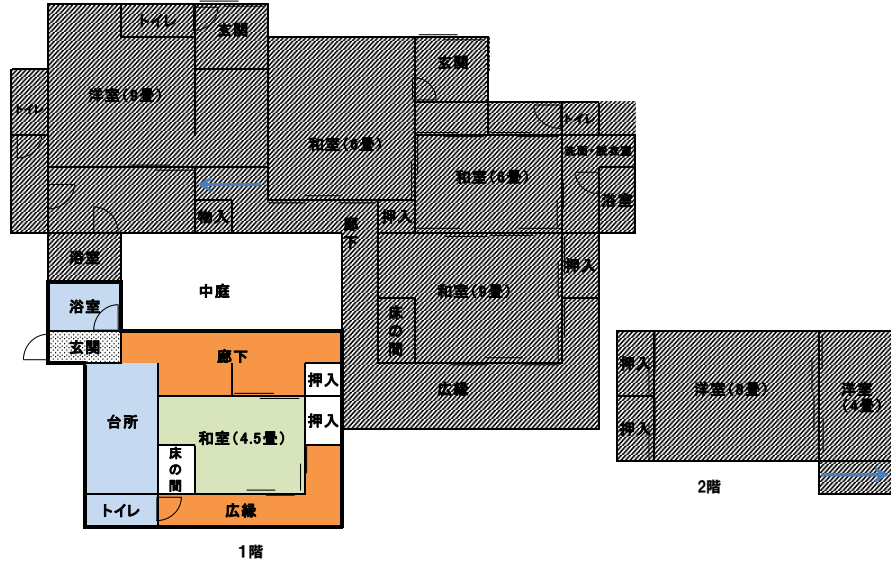 トイレ
玄関
玄関
洋室(9畳)
トイレ
トイレ
和室(6畳)
洗面・脱衣室
和室(6畳)
浴室
物入
押入
廊下
浴室
押入
中庭
和室(9畳)
浴室
床の間
玄関
廊下
押入
広縁
押入
洋室(8畳)
洋室
(4畳)
台所
押入
和室(4.5畳)
押入
床の間
2階
トイレ
広縁
1階